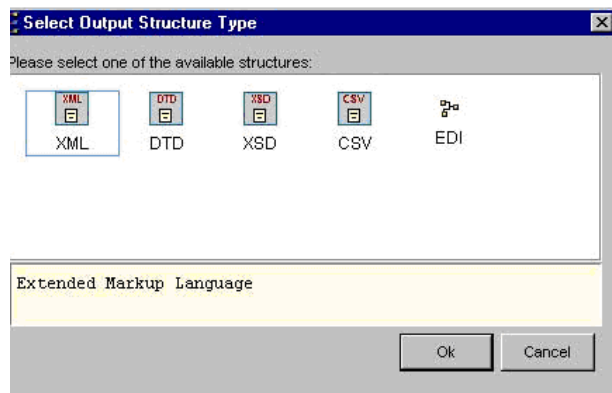 Select Output Structure Type
Please select one of the available structures:
XML DTD XSD CSV
XML DTD XSD CSV EDI
Extended Markup Language
Ok Cancel